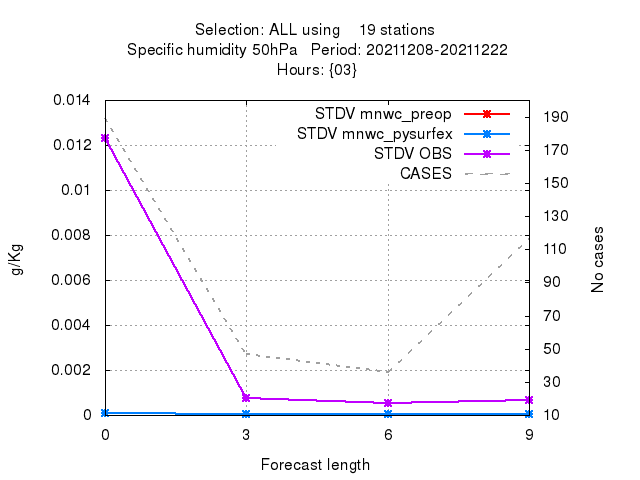 Selection: ALL using    19 stations
Specific humidity 50hPa   Period: 20211208-20211222
Hours: {03}
STDV mnwc_preop
STDV mnwc_pysurfex
STDV OBS
CASES
0.014
0.012
0.01
0.008
0.006
0.004
0.002
0
g/Kg
190
170
150
130
110
90
70
50
30
10
No cases
0 3 6 9
Forecast length